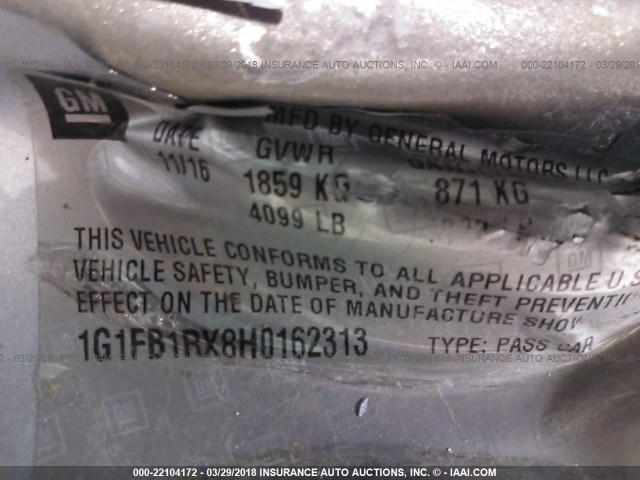 000-22104172 - 03/29/2018 INSURANCE AUTO AUCTIONS, INC. - © IAAI.COM
GM
MFD BY GENERAL MOTORS LLC
DATE GVWR
11/16 1859 KG 871 KG
4099 LB
THIS VEHICLE CONFORMS TO ALL APPLICABLE U.S
VEHICLE SAFETY, BUMPER, AND THEFT PREVENTIO
EFFECT ON THE DATE OF MANUFACTURE SHOW
1G1FB1RX8H0162313 TYPE: PASS CAR
000-22104172 - 03/29/2018 INSURANCE AUTO AUCTIONS, INC. - © IAAI.COM